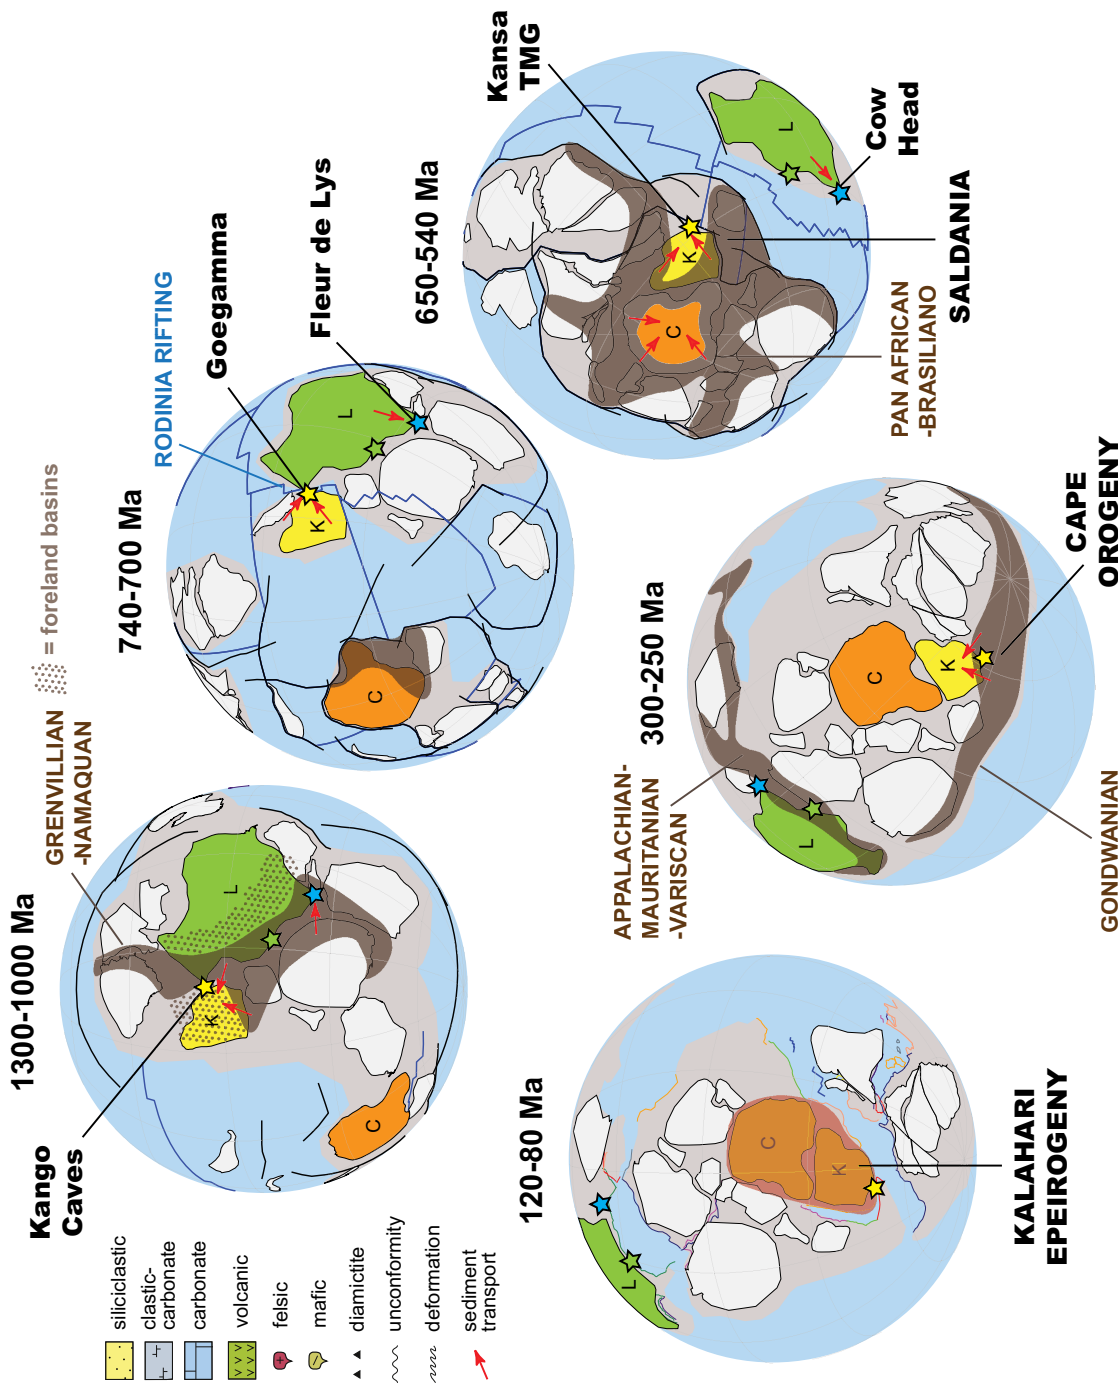 1300-1000 Ma
Kango
Caves
GRENVILLIAN
-NAMAQUAN
= foreland basins
K
L
C
740-700 Ma
RODINIA RIFTING
Goegamma
Fleur de Lys
K
L
C
650-540 Ma
Kansa
TMG
K
C
L
Cow
Head
SALDANIA
PAN AFRICAN
-BRASILIANO
siliciclastic
clastic-
carbonate
carbonate
volcanic
felsic
mafic
diamictite
unconformity
deformation
sediment
transport
120-80 Ma
L
C
K
KALAHARI
EPEIROGENY
300-250 Ma
APPALACHIAN-
MAURITANIAN
-VARISCAN
L
C
K
GONDWANIAN
CAPE
OROGENY